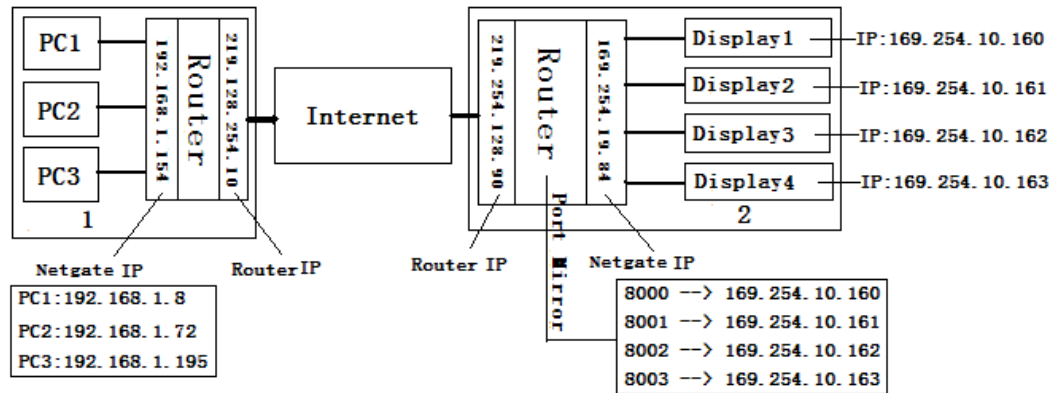 PC1
PC2
PC3
192.168.1.154
Router
219.128.254.10
1
Internet
219.254.128.90
Router
169.254.19.84
Display1
Display2
Display3
Display4
2
IP:169.254.10.160
IP:169.254.10.161
IP:169.254.10.162
IP:169.254.10.163
Netgate IP
Router IP
Router IP
Port Mirror
Netgate IP
PC1:192.168.1.8
PC2:192.168.1.72
PC3:192.168.1.195
8000 --> 169.254.10.160
8001 --> 169.254.10.161
8002 --> 169.254.10.162
8003 --> 169.254.10.163